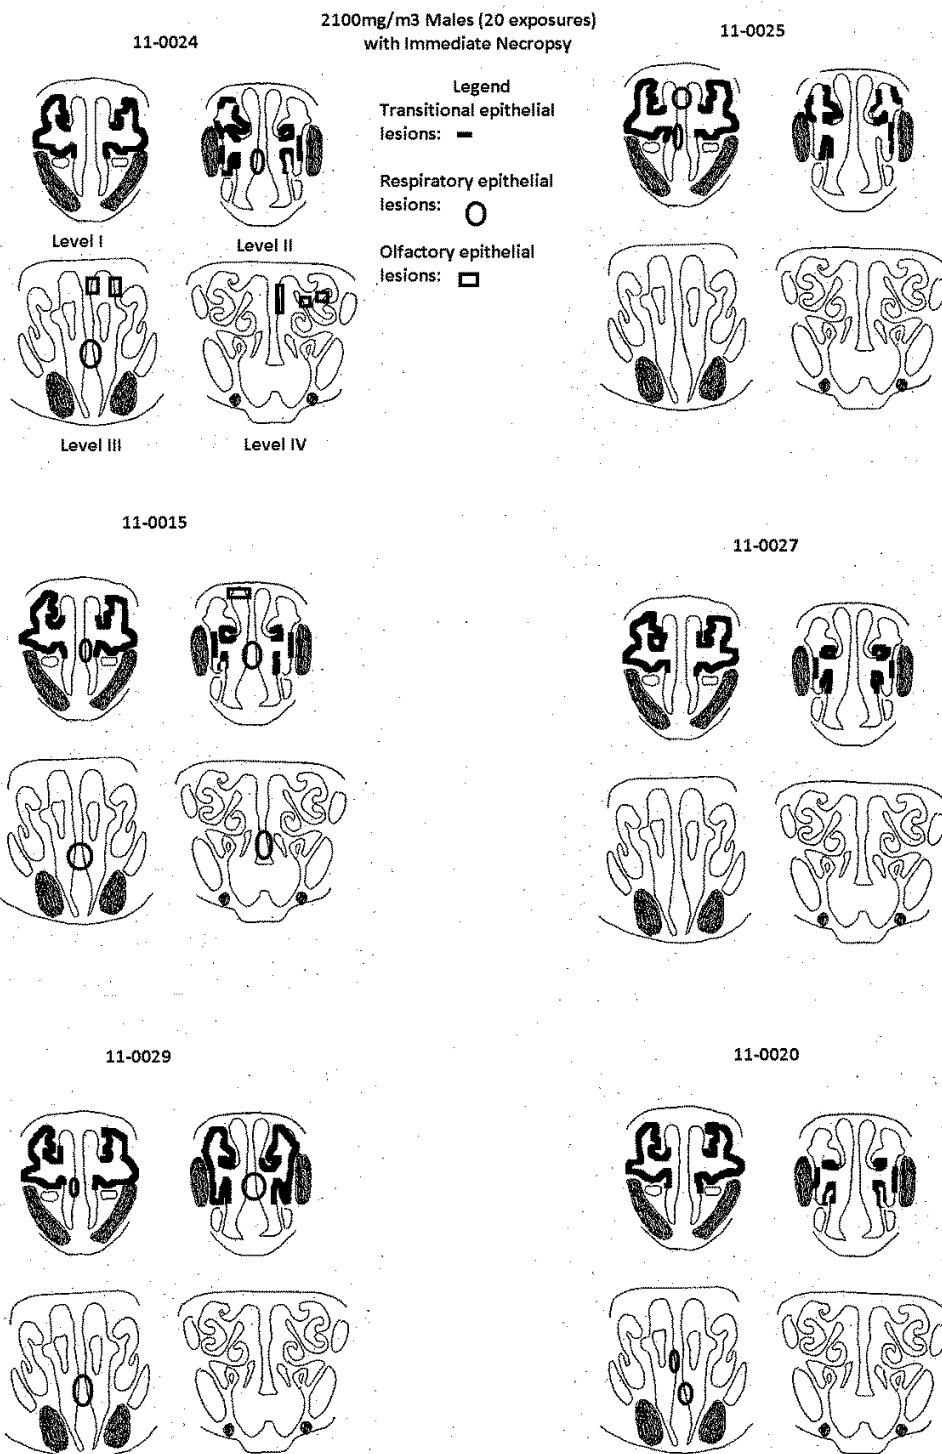 2100mg/m3 Males (20 exposures)
with Immediate Necropsy
11-0024
11-0025
Legend
Transitional epithelial
lesions:
Respiratory epithelial
lesions:
Olfactory epithelial
lesions:
Level I
Level II
Level III
Level IV
11-0015
11-0027
11-0029
11-0020